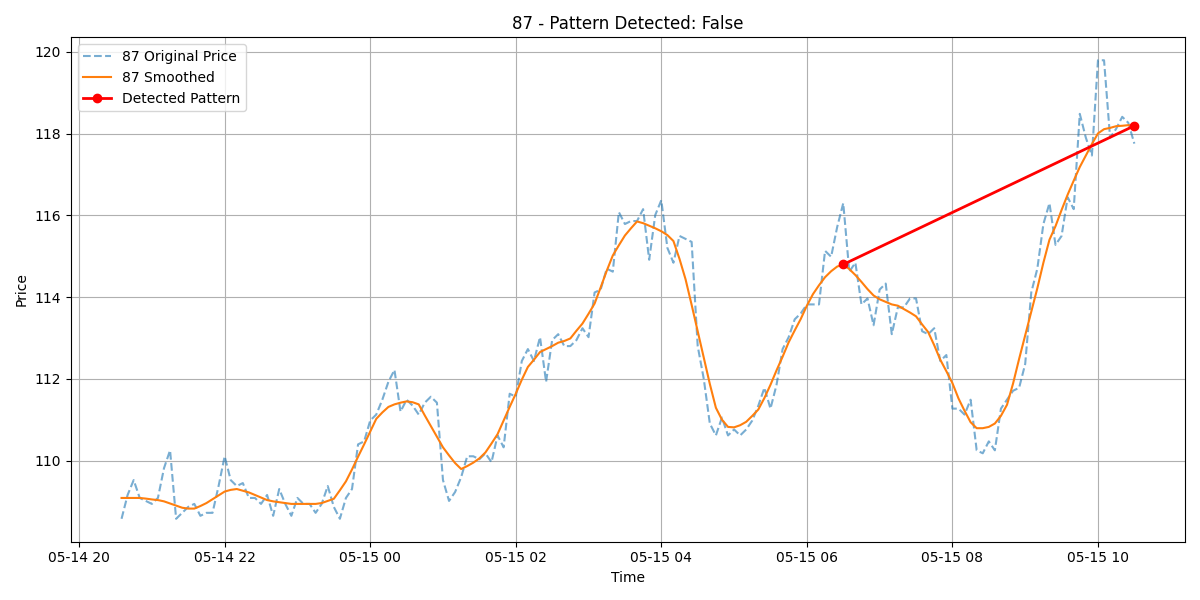 87 - Pattern Detected: False
87 Original Price
87 Smoothed
Detected Pattern
Price
120
118
116
114
112
110
05-14 20
05-14 22
05-15 00
05-15 02
05-15 04
05-15 06
05-15 08
05-15 10
Time